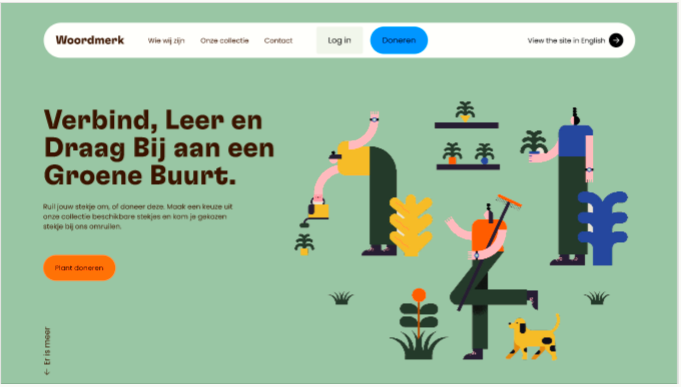 Woordmerk
Wie wij zijn
Onze collectie
Contact
Log in
Doneren
View the site in English
Verbind, Leer en
Draag Bij aan een
Groene Buurt.
Ruil jouw stekje om, of doneer deze. Maak een keuze uit
onze collectie beschikbare stekjes en kom je gekozen
stekje bij ons omruilen.
Plant doneren
← Er is meer